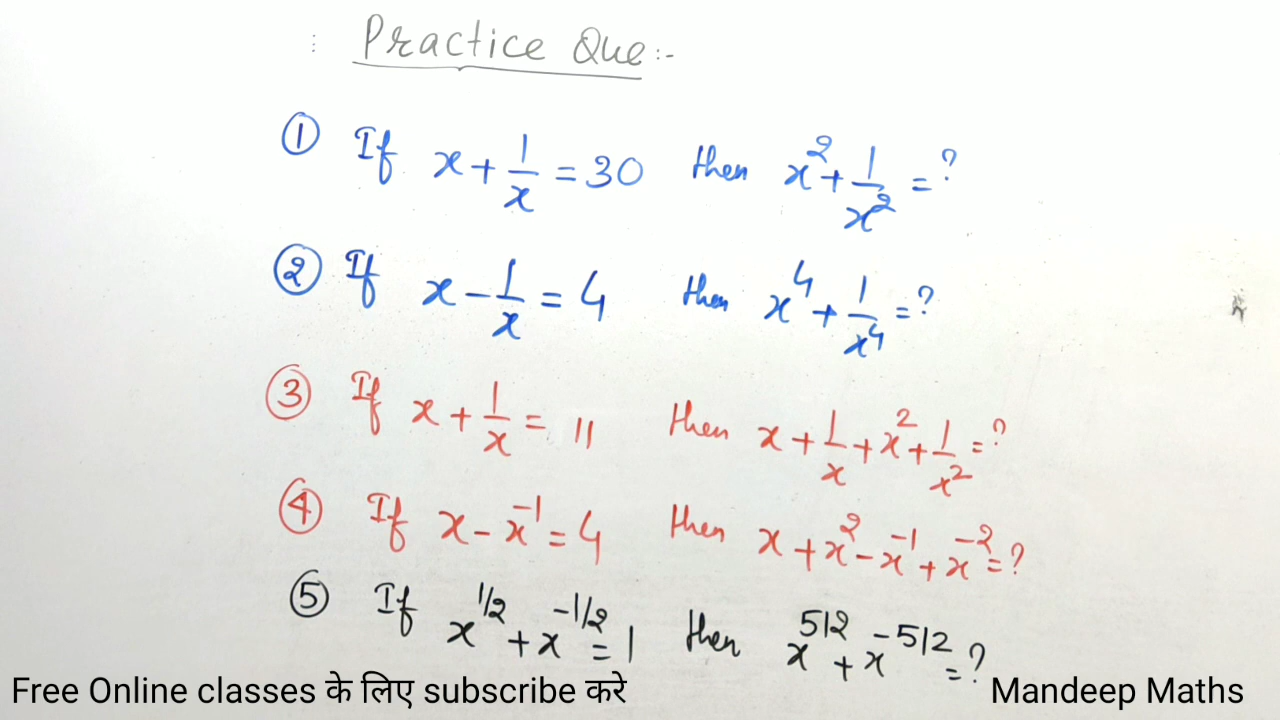 Practice Que:-
① If x + 1/x = 30 then x² + 1/x² = ?
② If x - 1/x = 4 then x⁴ + 1/x⁴ = ?
③ If x + 1/x = 11 then x + 1/x + x² + 1/x² = ?
④ If x - x⁻¹ = 4 then x + x² - x⁻¹ + x⁻² = ?
⑤ If x^1/2 + x^-1/2 = 1 then x^512 + x^-512 = ?
Free Online classes के लिए subscribe करे
Mandeep Maths